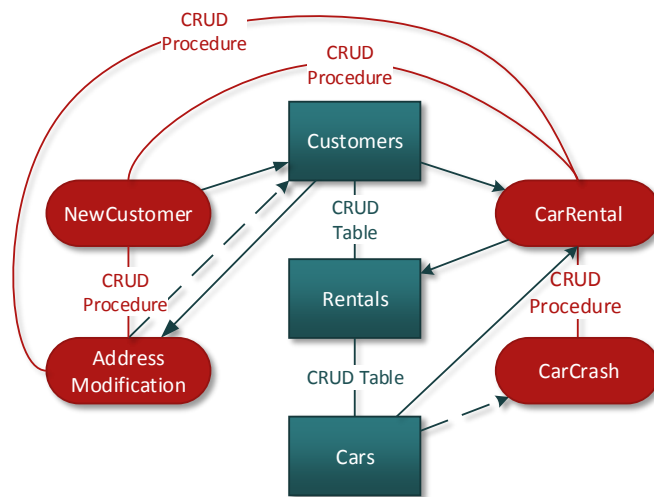 CRUD
Procedure
CRUD
Procedure
Customers
NewCustomer
CRUD
Table
CarRental
CRUD
Procedure
Rentals
CRUD
Procedure
Address
Modification
CRUD Table
CarCrash
Cars